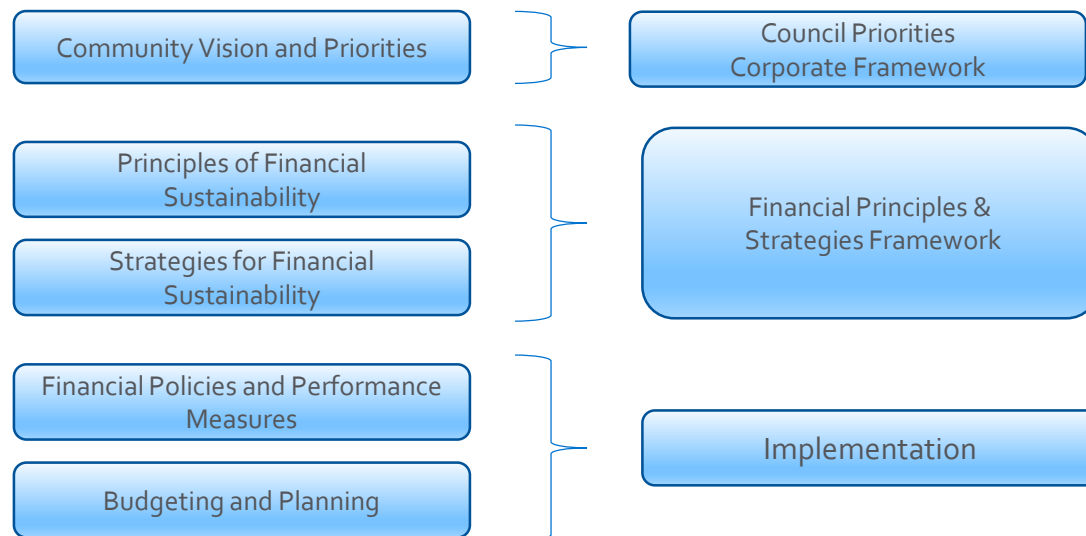 Community Vision and Priorities
Council Priorities
Corporate Framework
Principles of Financial
Sustainability
Strategies for Financial
Sustainability
Financial Principles &
Strategies Framework
Financial Policies and Performance
Measures
Budgeting and Planning
Implementation